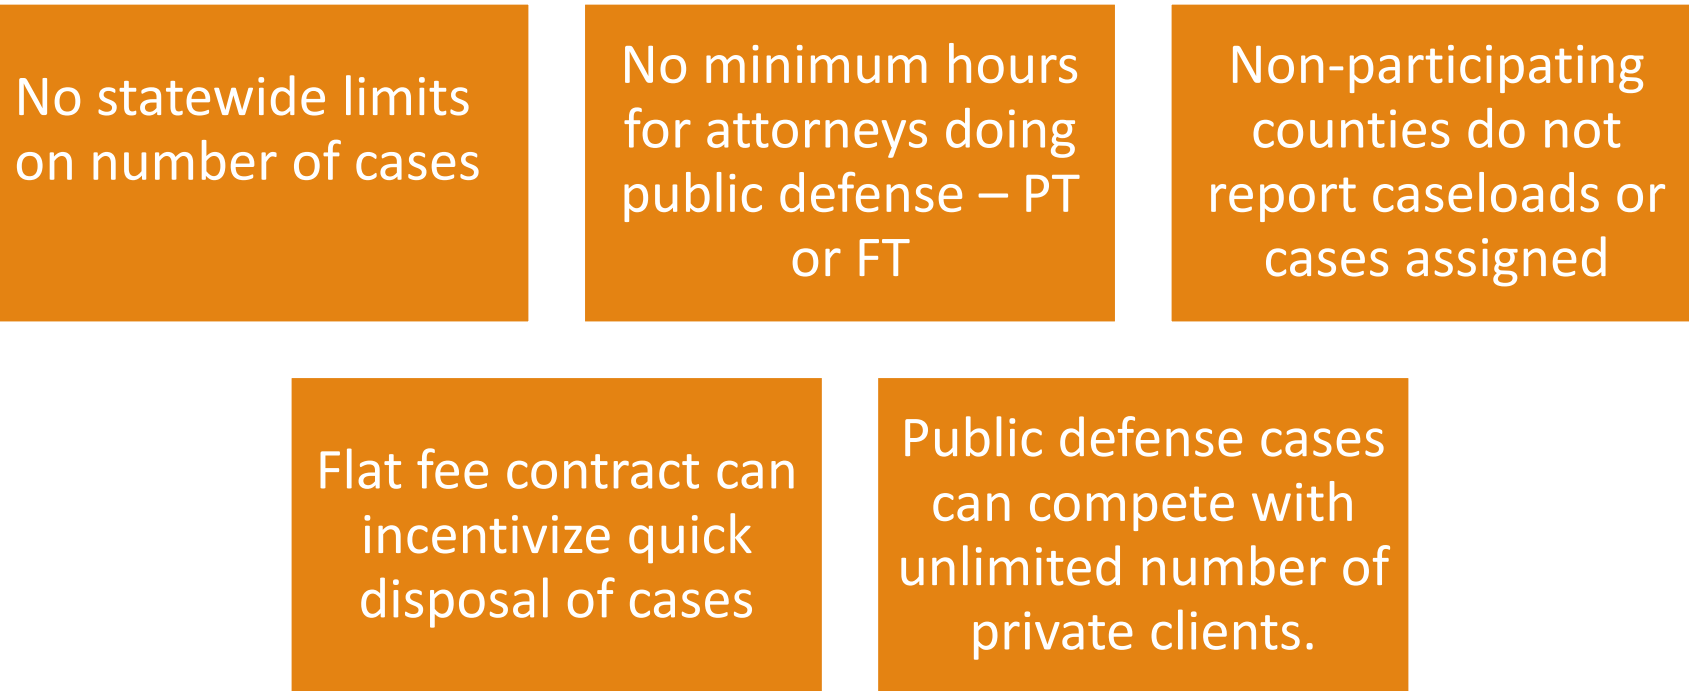 No statewide limits
on number of cases
No minimum hours
for attorneys doing
public defense – PT
or FT
Non-participating
counties do not
report caseloads or
cases assigned
Flat fee contract can
incentivize quick
disposal of cases
Public defense cases
can compete with
unlimited number of
private clients.